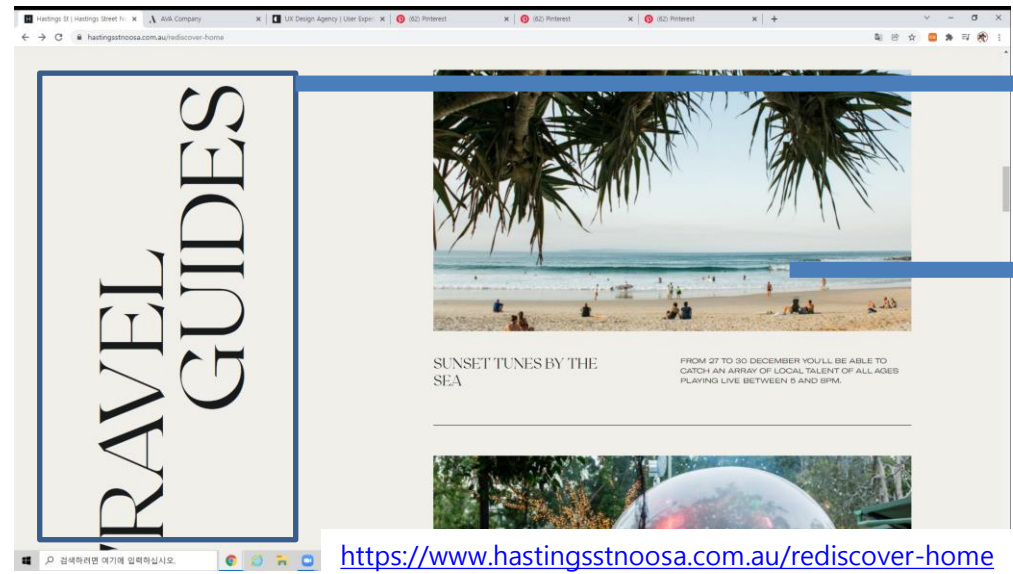 Hastings St | Hastings Street No
AVA Company
UX Design Agency | User Exper
(62) Pinterest
(62) Pinterest
(62) Pinterest
hastingsstnoosa.com.au/rediscover-home
RAVEL
GUIDES
SUNSET TUNES BY THE
SEA
FROM 27 TO 30 DECEMBER YOU'LL BE ABLE TO
CATCH AN ARRAY OF LOCAL TALENT OF ALL AGES
PLAYING LIVE BETWEEN 5 AND 8PM.
검색하려면 여기에 입력하십시오.
https://www.hastingsstnoosa.com.au/rediscover-home